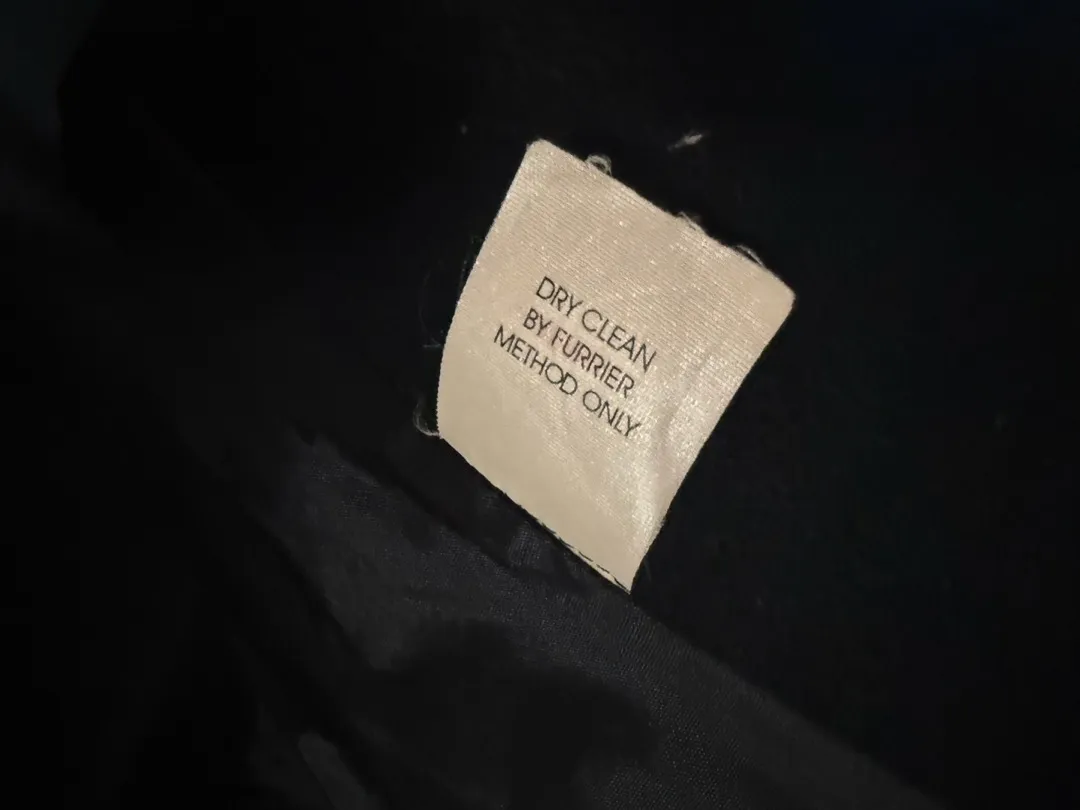 DRY CLEAN
BY FURRIER
METHOD ONLY